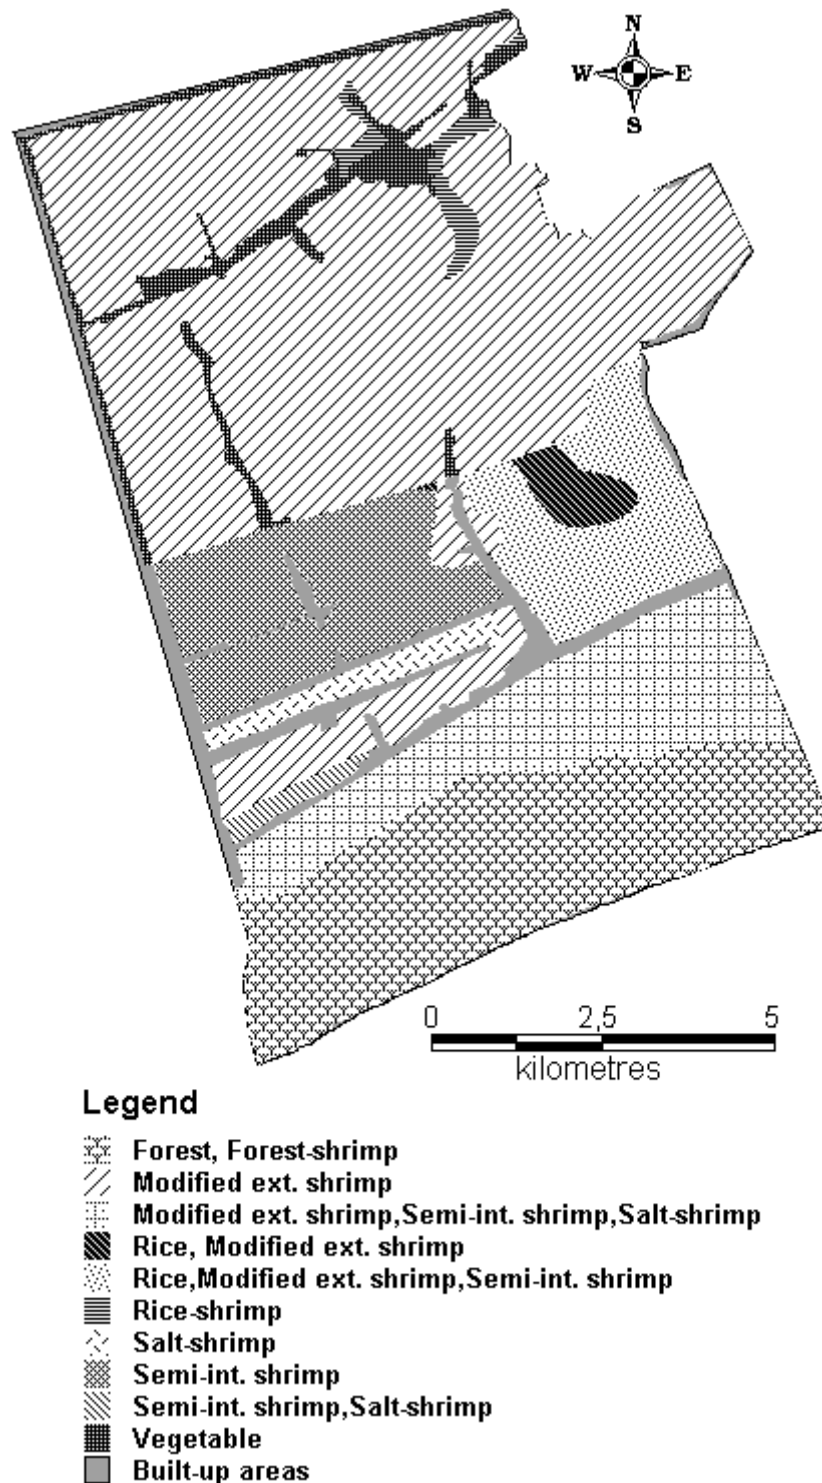 N
W E
S
0 2,5 5
kilometres
Legend
Forest, Forest-shrimp
Modified ext. shrimp
Modified ext. shrimp,Semi-int. shrimp,Salt-shrimp
Rice, Modified ext. shrimp
Rice,Modified ext. shrimp,Semi-int. shrimp
Rice-shrimp
Salt-shrimp
Semi-int. shrimp
Semi-int. shrimp,Salt-shrimp
Vegetable
Built-up areas